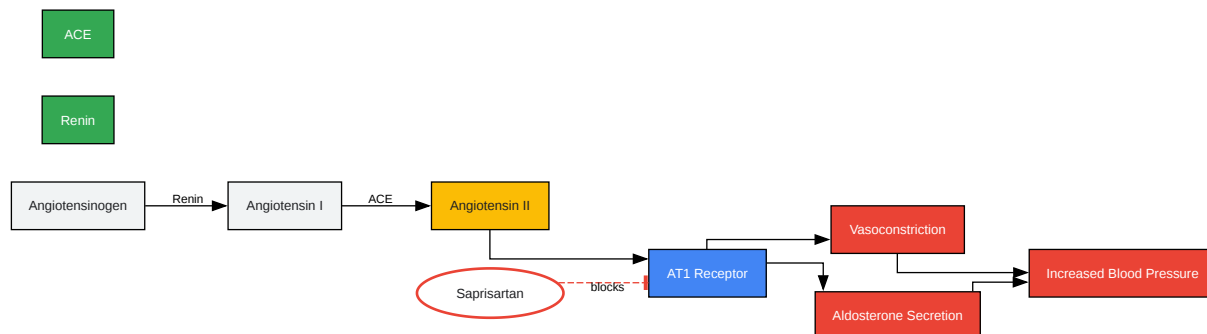 ACE
Renin
Angiotensinogen
Renin
Angiotensin I
ACE
Angiotensin II
Vasoconstriction
AT1 Receptor
Increased Blood Pressure
Saprisartan
blocks
Aldosterone Secretion